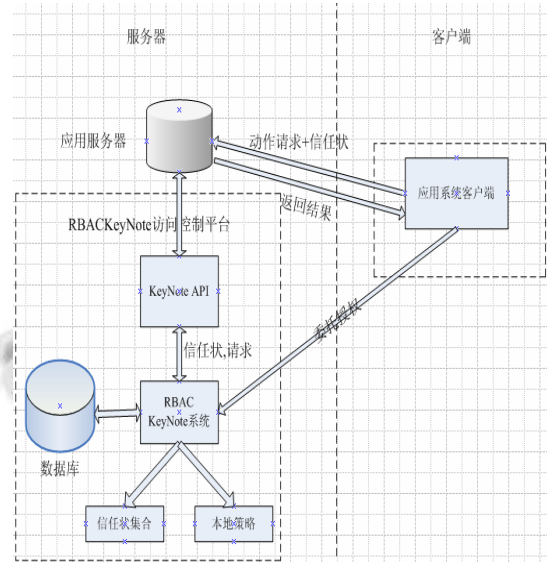 服务器
客户端
应用服务器
动作请求+信任状
返回结果
应用系统客户端
RBACKeyNote访问控制平台
KeyNote API
委托授权
信任状,请求
RBAC
KeyNote系统
数据库
信任状集合
本地策略